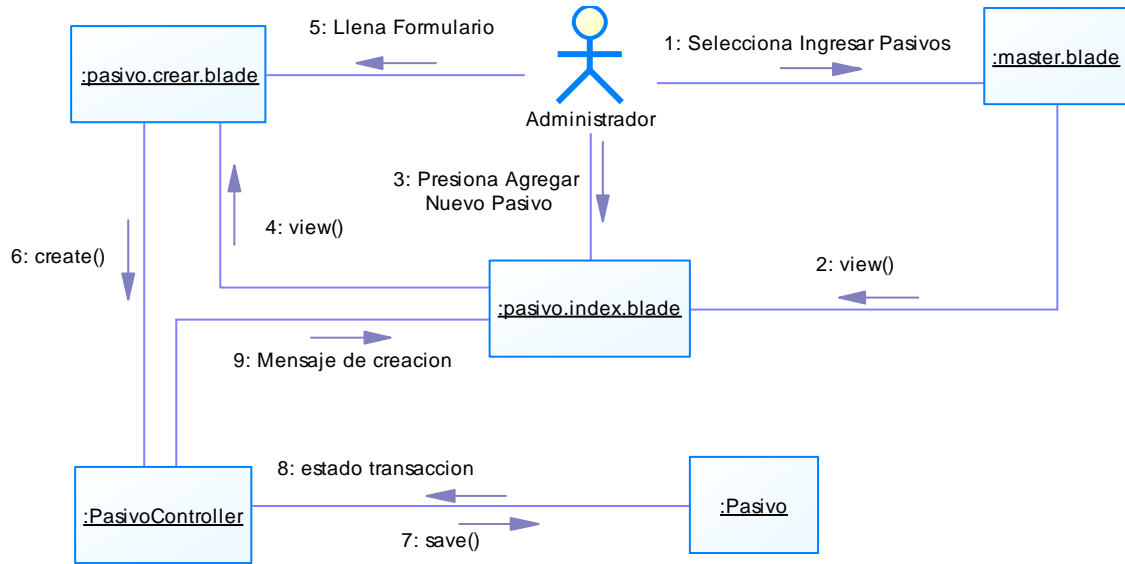 5: Llena Formulario
1: Selecciona Ingresar Pasivos
:pasivo.crear.blade
:master.blade
Administrador
3: Presiona Agregar
Nuevo Pasivo
4: view()
6: create()
2: view()
:pasivo.index.blade
9: Mensaje de creacion
8: estado transaccion
:PasivoController
:Pasivo
7: save()